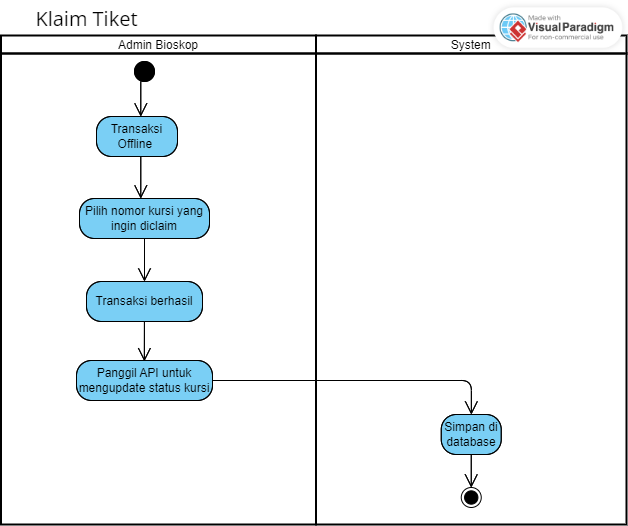 Klaim Tiket
Made with
Visual Paradigm
For non-commercial use
Admin Bioskop
System
Transaksi
Offline
Pilih nomor kursi yang
ingin diclaim
Transaksi berhasil
Panggil API untuk
mengupdate status kursi
Simpan di
database